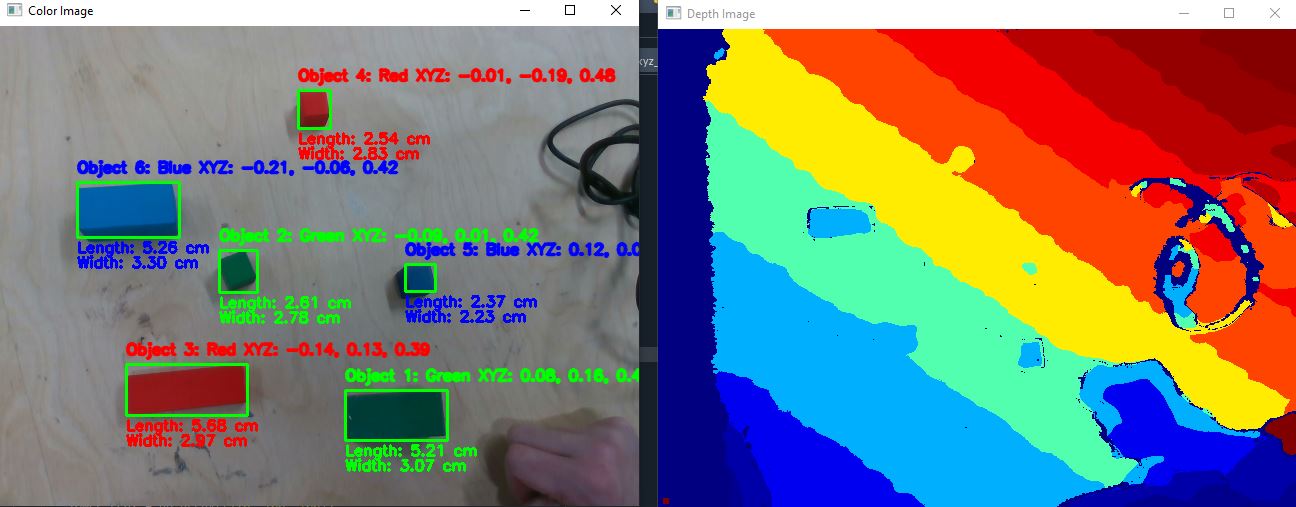 Color Image
Depth Image
xyz_
Object 4: Red XYZ: -0.01, -0.19, 0.48
Length: 2.54 cm
Width: 2.83 cm
Object 6: Blue XYZ: -0.21, -0.06, 0.42
Length: 5.26 cm
Width: 3.30 cm
Object 2: Green XYZ: -0.09, 0.01, 0.42
Object 5: Blue XYZ: 0.12, 0.0
Length: 2.61 cm
Width: 2.78 cm
Length: 2.37 cm
Width: 2.23 cm
Object 3: Red XYZ: -0.14, 0.13, 0.39
Object 1: Green XYZ: 0.08, 0.16, 0.4
Length: 5.68 cm
Width: 2.97 cm
Length: 5.21 cm
Width: 3.07 cm